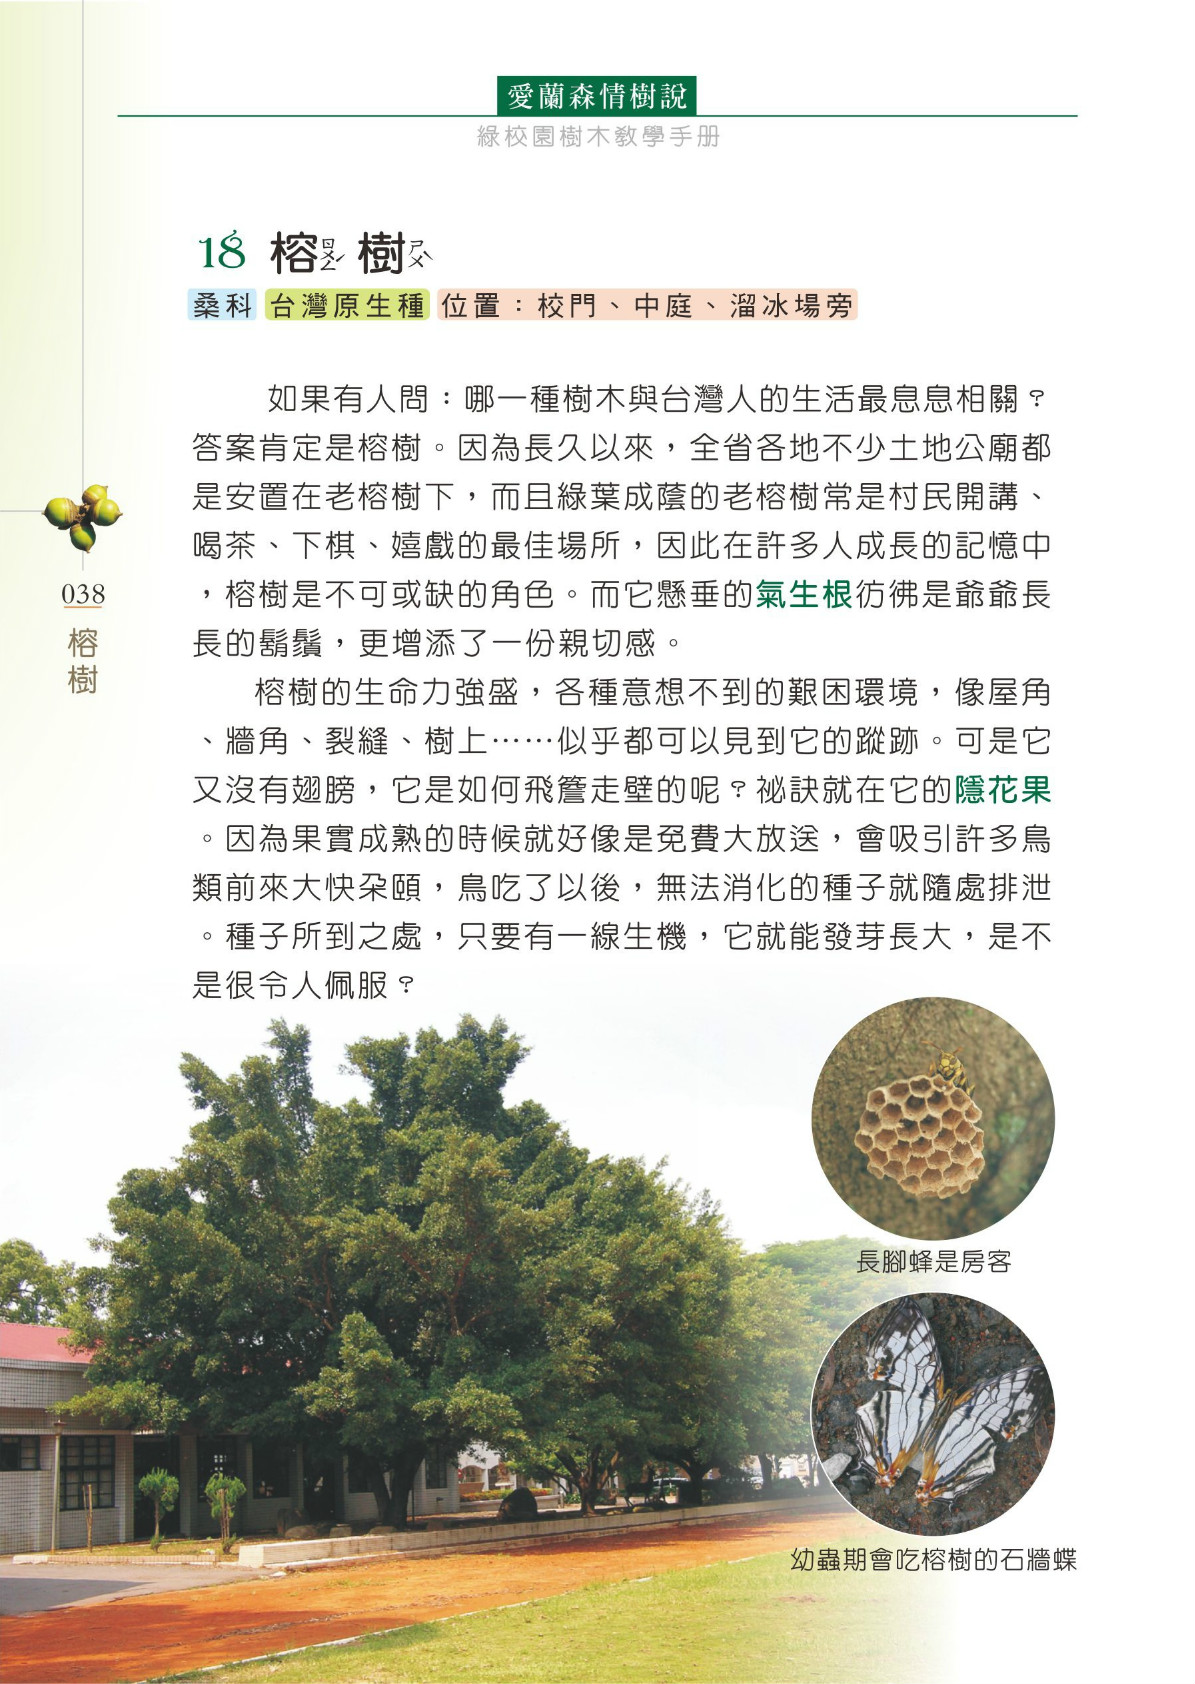 愛蘭森情樹說
綠校園樹木教學手册
18 榕ㄖㄨㄥˊ 樹ㄕㄨˋ
桑科 台灣原生種 位置：校門、中庭、溜冰場旁
如果有人問：哪一種樹木與台灣人的生活最息息相關？
答案肯定是榕樹。因為長久以來，全省各地不少土地公廟都
是安置在老榕樹下，而且綠葉成蔭的老榕樹常是村民開講、
喝茶、下棋、嬉戲的最佳場所，因此在許多人成長的記憶中
，榕樹是不可或缺的角色。而它懸垂的氣生根彷彿是爺爺長
長的鬍鬚，更增添了一份親切感。
榕樹的生命力強盛，各種意想不到的艱困環境，像屋角
、牆角、裂縫、樹上……似乎都可以見到它的蹤跡。可是它
又沒有翅膀，它是如何飛簷走壁的呢？祕訣就在它的隱花果
。因為果實成熟的時候就好像是免費大放送，會吸引許多鳥
類前來大快朵頤，鳥吃了以後，無法消化的種子就隨處排泄
。種子所到之處，只要有一線生機，它就能發芽長大，是不
是很令人佩服？
038
榕樹
長腳蜂是房客
幼蟲期會吃榕樹的石牆蝶